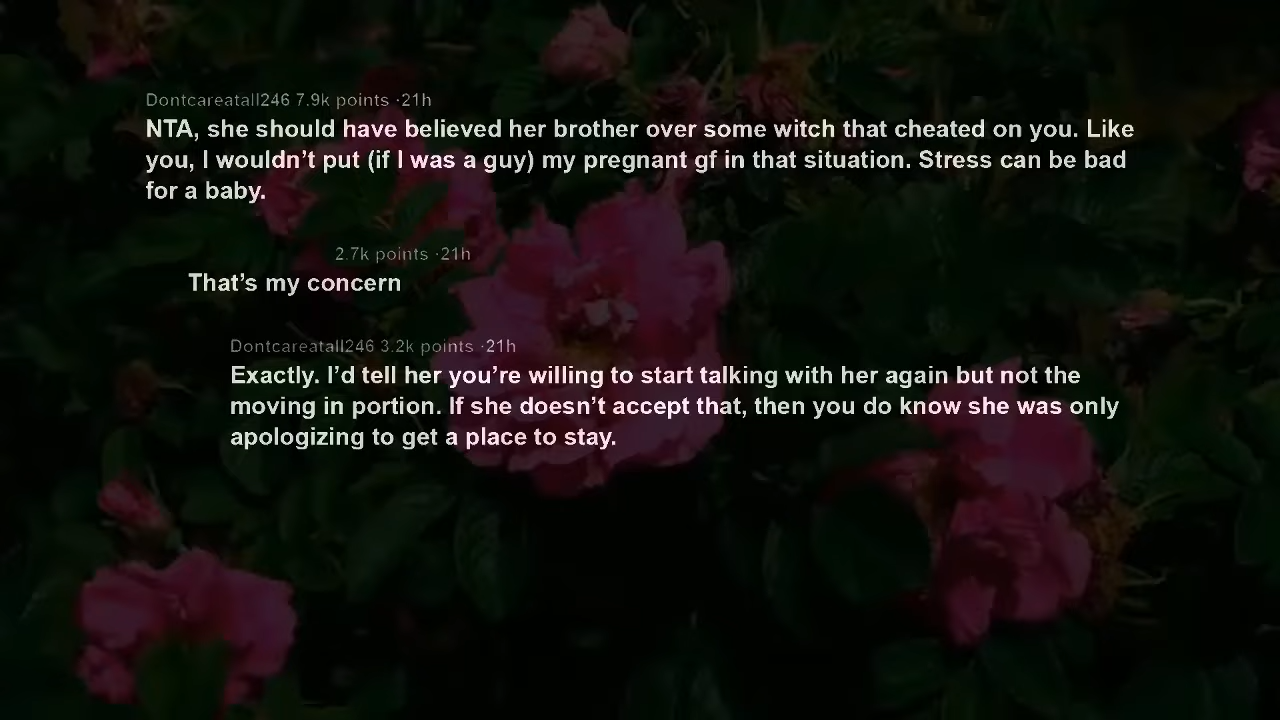 Dontcareatall246 7.9k points ·21h
NTA, she should have believed her brother over some witch that cheated on you. Like
you, I wouldn’t put (if I was a guy) my pregnant gf in that situation. Stress can be bad
for a baby.
2.7k points ·21h
That’s my concern
Dontcareatall246 3.2k points ·21h
Exactly. I’d tell her you’re willing to start talking with her again but not the
moving in portion. If she doesn’t accept that, then you do know she was only
apologizing to get a place to stay.